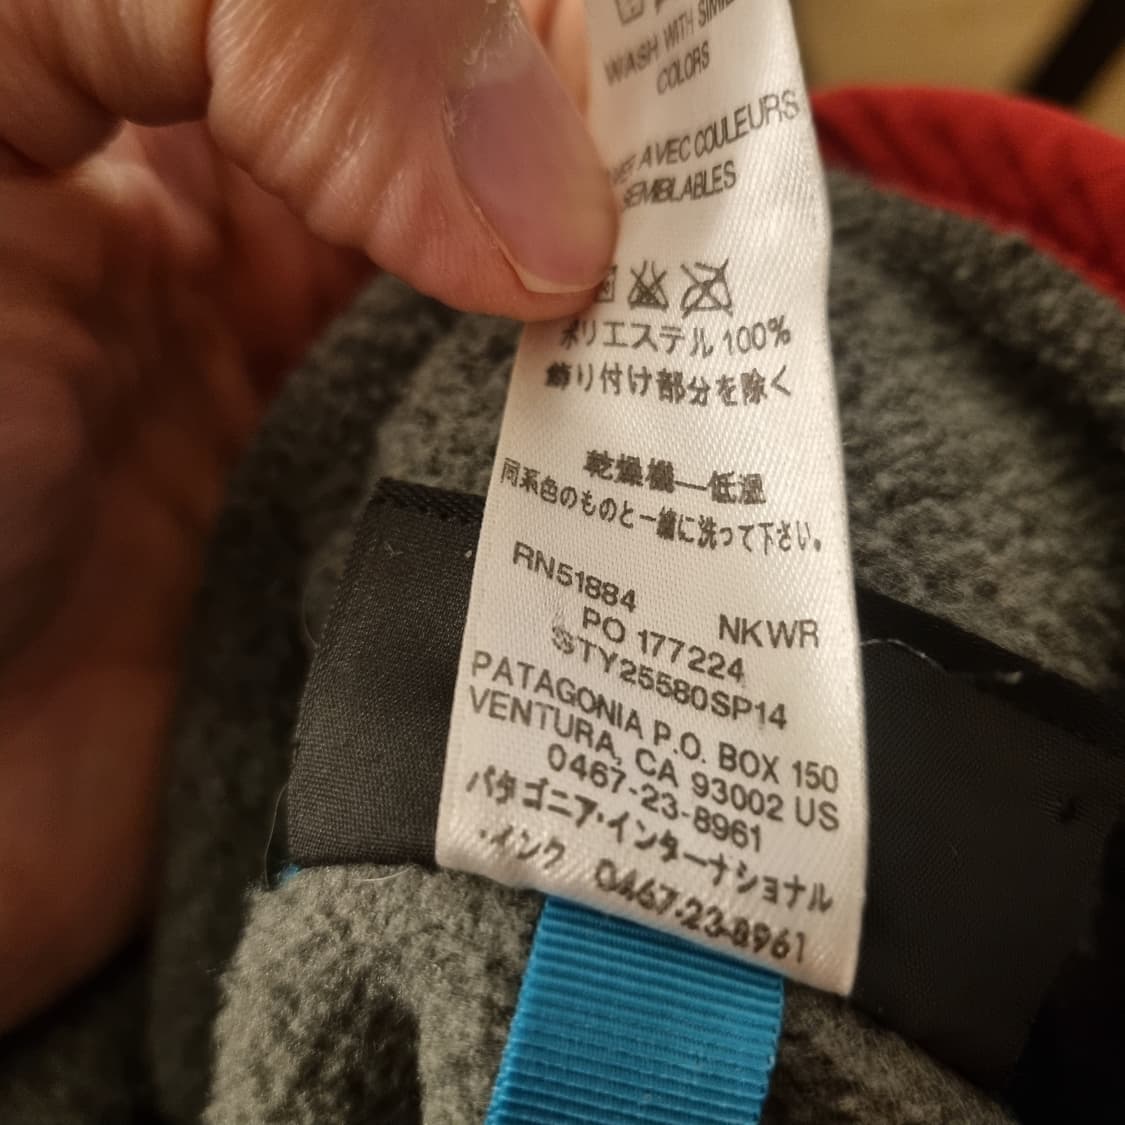 WASH WITH
COLORS
AVEC COULEURS
SEMBLABLES
ポリエステル 100%
飾り付け部分を除く
乾燥機—低温
同系色のものと一緒に洗って下さい。
RN51884 NKWR
PO 177224
STY25580SP14
PATAGONIA P.O. BOX 150
VENTURA, CA 93002 US
0467-23-8961
パタゴニア・インターナショナル
・インク 0467-23-8961